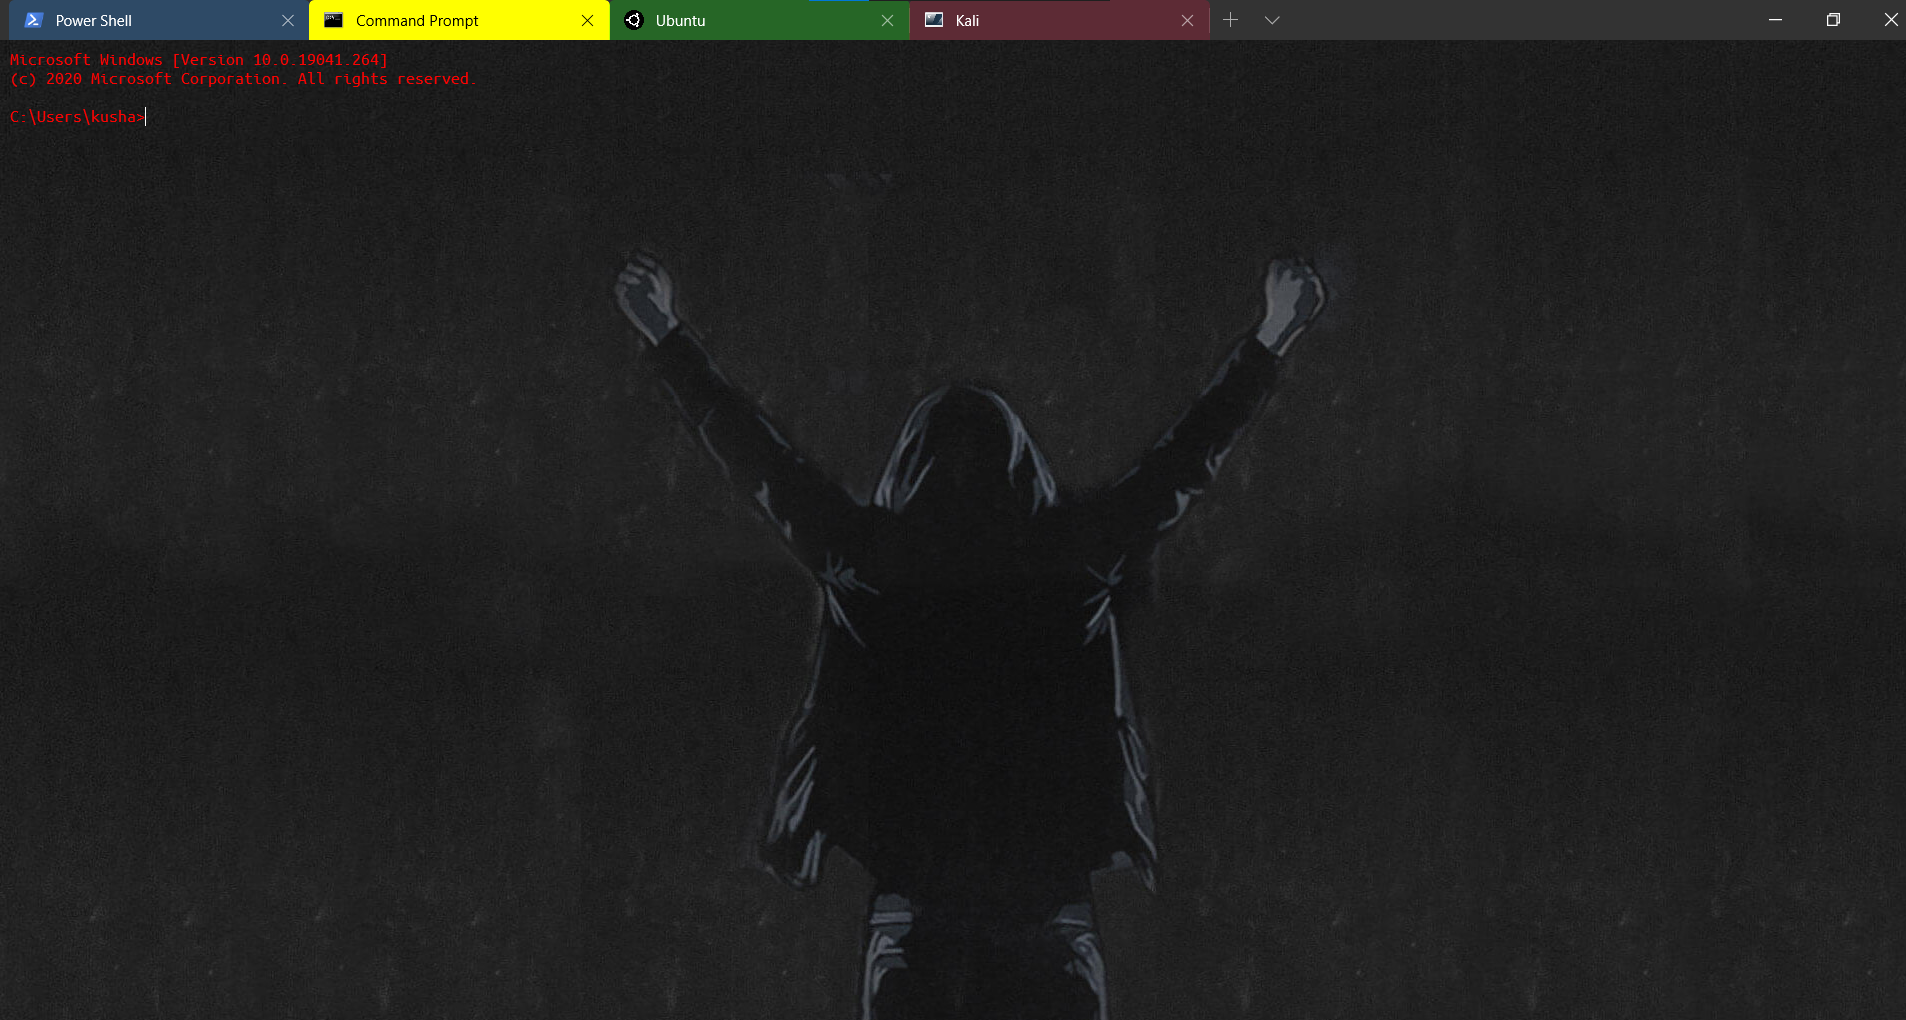 Power Shell
Command Prompt
Ubuntu
Kali
Microsoft Windows [Version 10.0.19041.264]
(c) 2020 Microsoft Corporation. All rights reserved.
C:\Users\kusha>